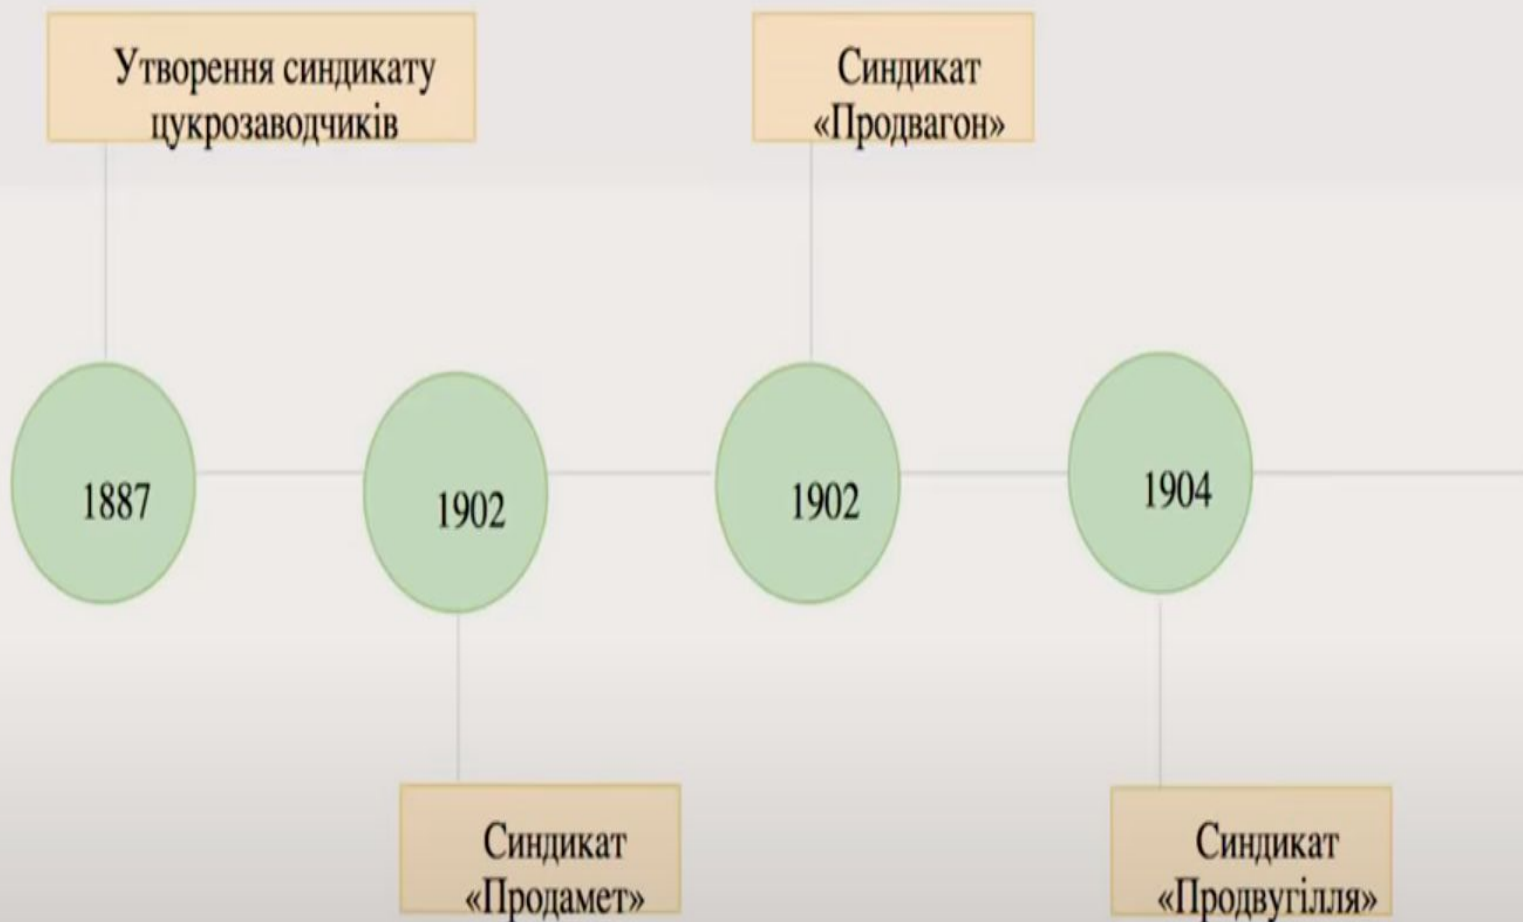 Утворення синдикату
цукрозаводчиків
Синдикат
«Продвагон»
1887
1902
1902
1904
Синдикат
«Продамет»
Синдикат
«Продвугілля»